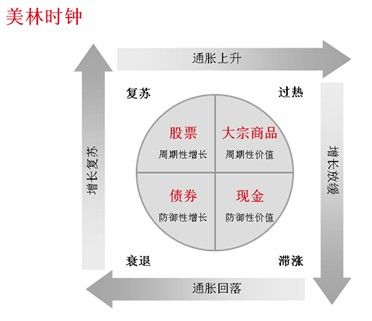 美林时钟
通胀上升
复苏
过热
股票
大宗商品
周期性增长
周期性价值
增长复苏
增长放缓
债券
现金
防御性增长
防御性价值
衰退
滞涨
通胀回落